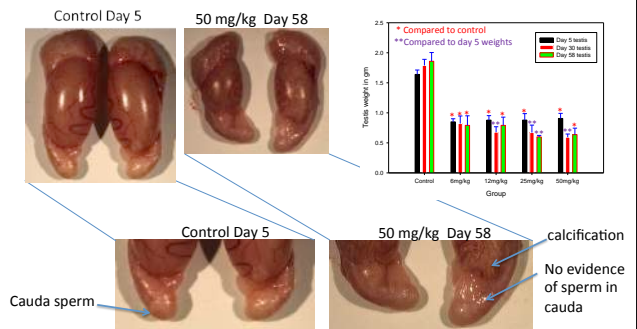 Control Day 5
50 mg/kg Day 58
* Compared to control
**Compared to day 5 weights
Day 5 testis
Day 30 testis
Day 58 testis
Testis weight in gm
2.5
2.0
1.5
1.0
0.5
0.0
Control
6mg/kg
12mg/kg
25mg/kg
50mg/kg
Group
*
*
*
*
**
*
*
**
**
*
**
*
Control Day 5
50 mg/kg Day 58
calcification
No evidence
of sperm in
cauda
Cauda sperm